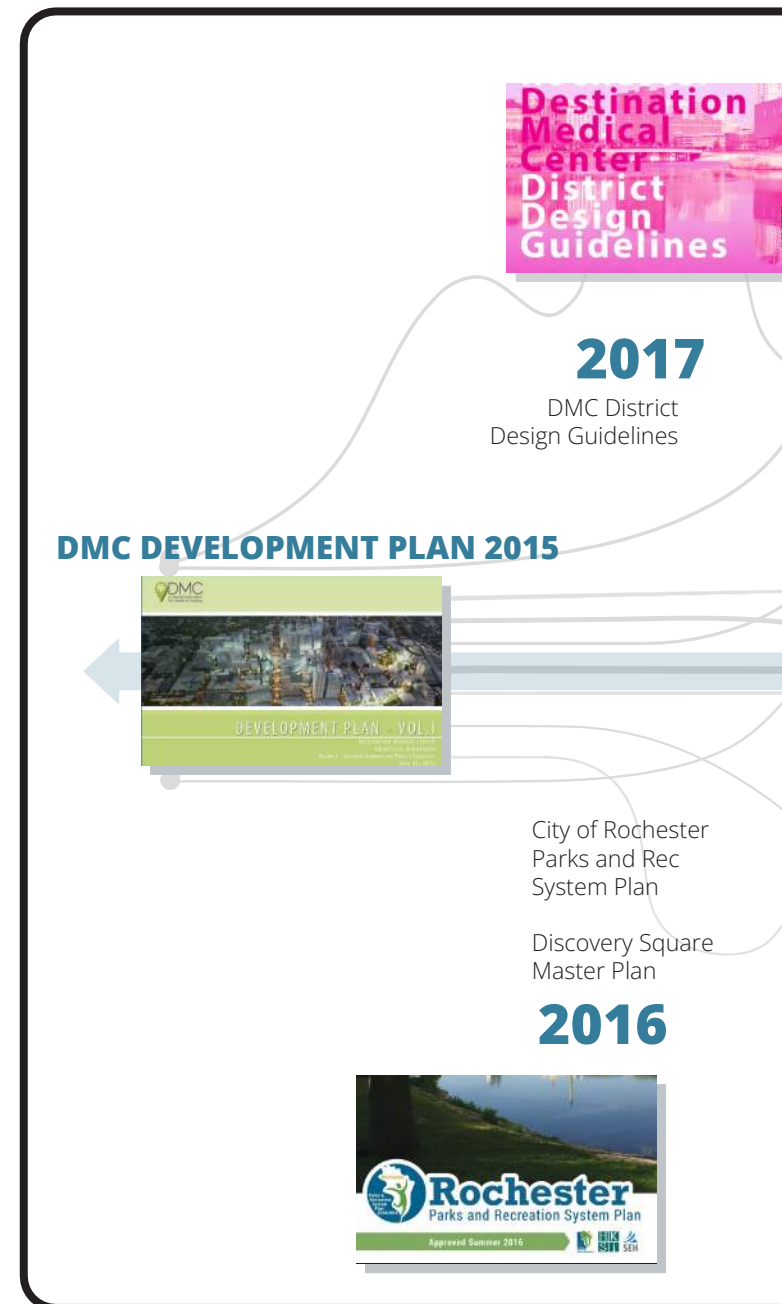 Destination
Medical
Center
District
Design
Guidelines
2017
DMC District
Design Guidelines
DMC DEVELOPMENT PLAN 2015
DMC
DEVELOPMENT PLAN - VOL.I
City of Rochester
Parks and Rec
System Plan
Discovery Square
Master Plan
2016
Rochester
Parks and Recreation System Plan
Approved Summer 2016
SEH